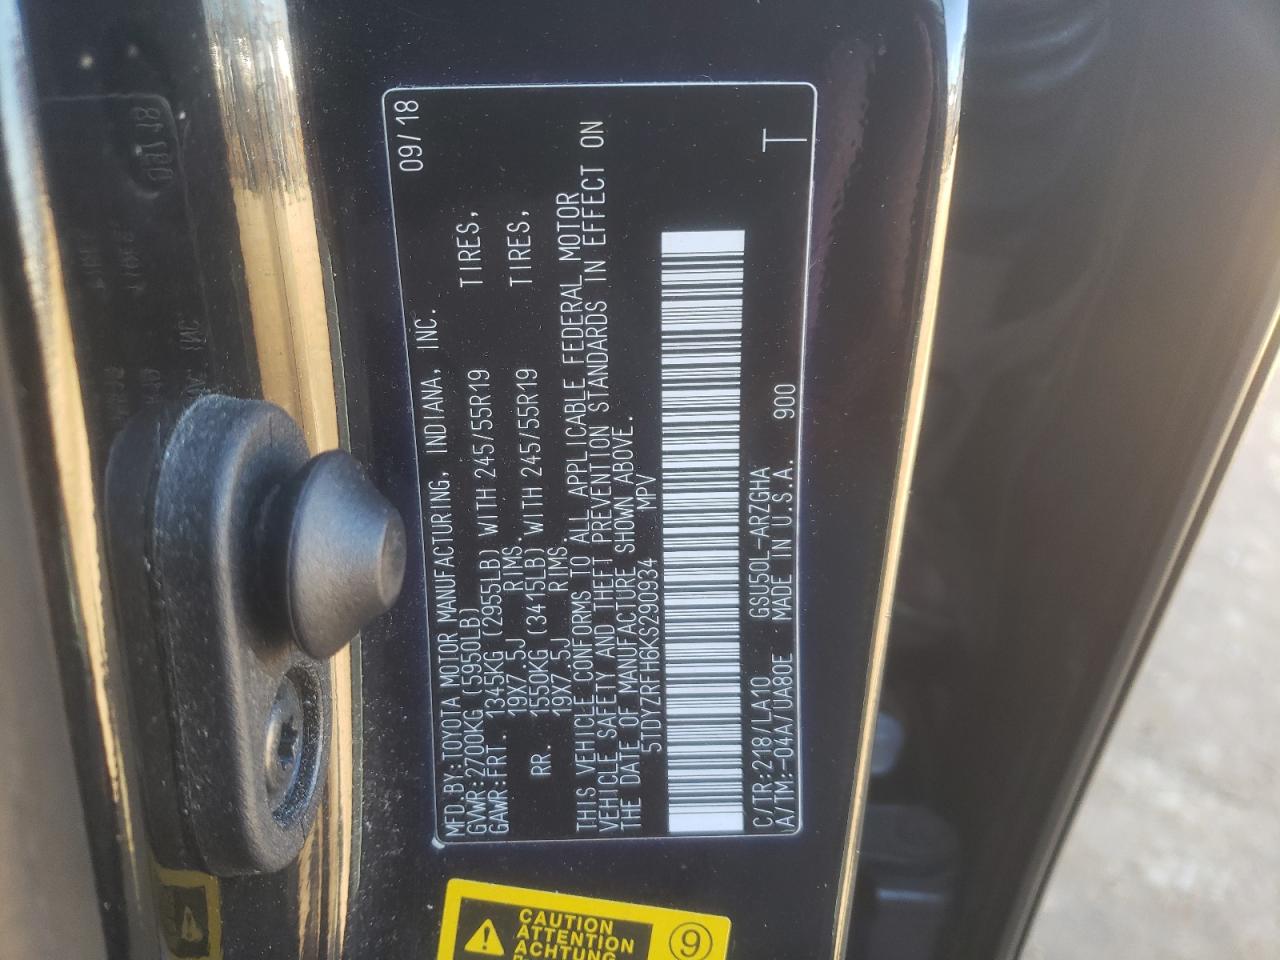 09/18
MFD.BY:TOYOTA MOTOR MANUFACTURING, INDIANA, INC.
GVWR:2700KG (5950LB)
GAWR:FRT. 1345KG (2955LB) WITH 245/55R19 TIRES,
19X7.5J RIMS.
RR. 1550KG (3415LB) WITH 245/55R19 TIRES,
19X7.5J RIMS
THIS VEHICLE CONFORMS TO ALL APPLICABLE FEDERAL MOTOR
VEHICLE SAFETY AND THEFT PREVENTION STANDARDS IN EFFECT ON
THE DATE OF MANUFACTURE SHOWN ABOVE.
5TDYZRFH6KS290934 MPV
C/TR:218/LA10 GSU50L-ARZGHA
A/TM:-04A/UA80E MADE IN U.S.A. 900
T
CAUTION
ATTENTION
ACHTUNG
9